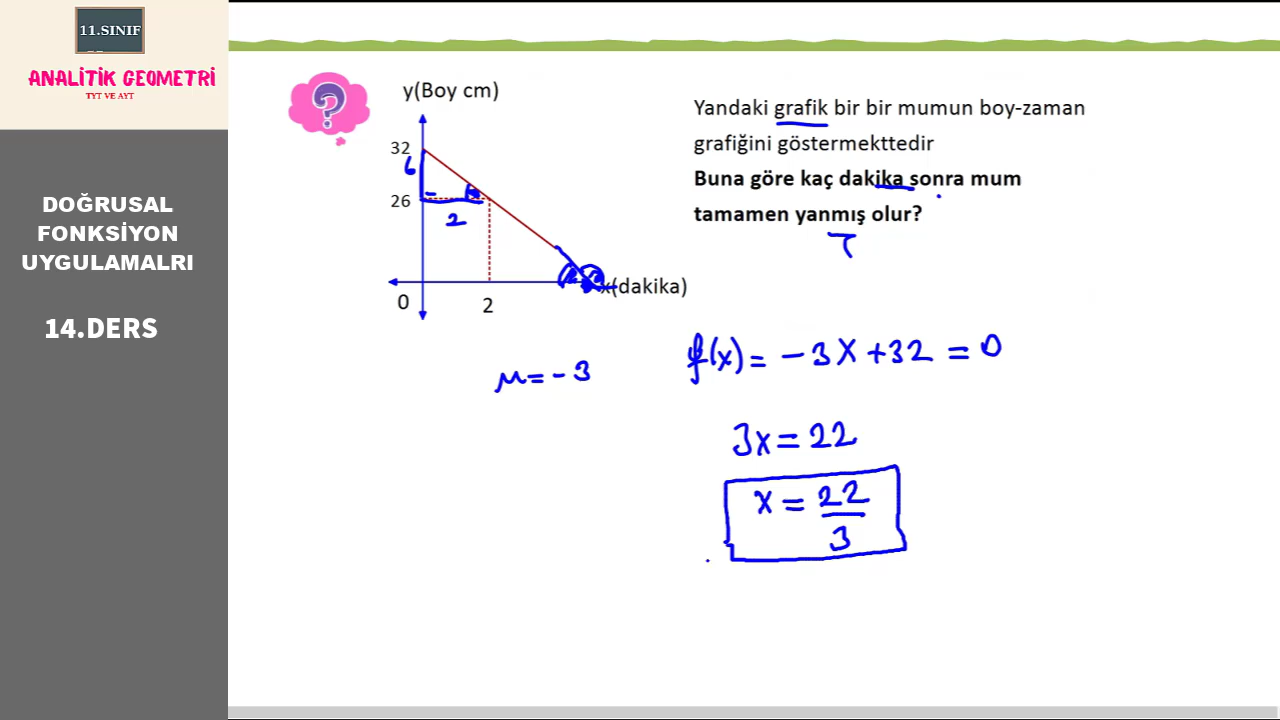 11.SINIF
ANALİTİK GEOMETRİ
TYT VE AYT
DOĞRUSAL
FONKSİYON
UYGULAMALRI
14.DERS
?
y(Boy cm)
32
6
26
2
0
2
x(dakika)
Yandaki grafik bir bir mumun boy-zaman
grafiğini göstermekttedir
Buna göre kaç dakika sonra mum
tamamen yanmış olur?
m = -3
f(x) = -3x + 32 = 0
3x = 22
x = 22/3